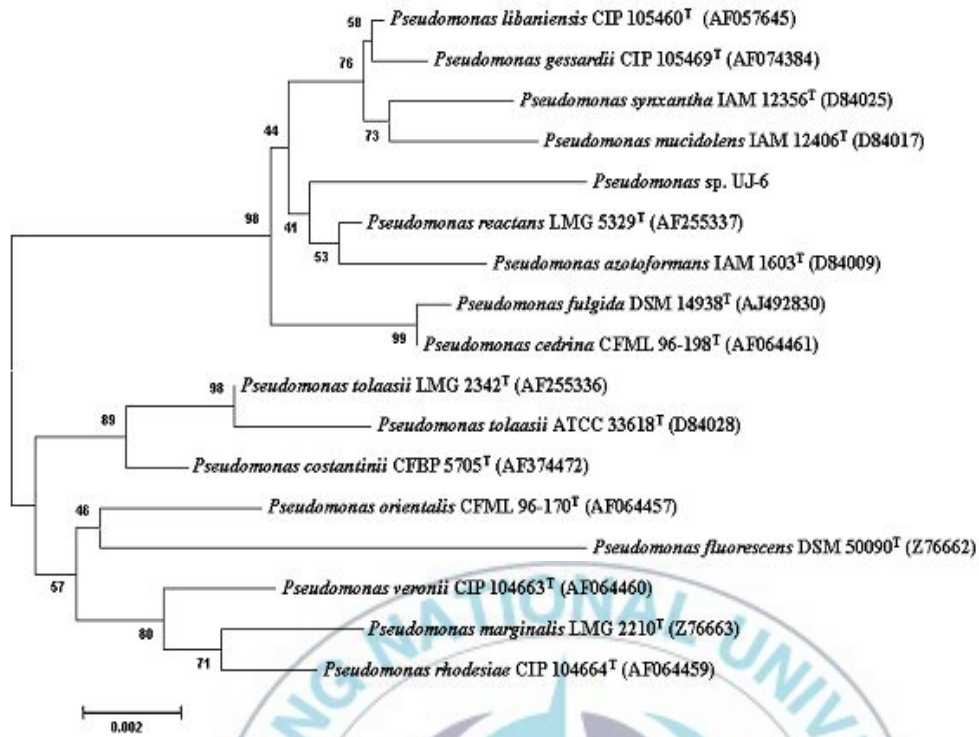 58
Pseudomonas libaniensis CIP 105460ᵀ (AF057645)
76
Pseudomonas gessardii CIP 105469ᵀ (AF074384)
Pseudomonas synxantha IAM 12356ᵀ (D84025)
44
73
Pseudomonas mucidolens IAM 12406ᵀ (D84017)
Pseudomonas sp. UJ-6
98
41
Pseudomonas reactans LMG 5329ᵀ (AF255337)
53
Pseudomonas azotoformans IAM 1603ᵀ (D84009)
Pseudomonas fulgida DSM 14938ᵀ (AJ492830)
99
Pseudomonas cedrina CFML 96-198ᵀ (AF064461)
98
Pseudomonas tolaasii LMG 2342ᵀ (AF255336)
89
Pseudomonas tolaasii ATCC 33618ᵀ (D84028)
Pseudomonas costantinii CFBP 5705ᵀ (AF374472)
46
Pseudomonas orientalis CFML 96-170ᵀ (AF064457)
Pseudomonas fluorescens DSM 50090ᵀ (Z76662)
57
Pseudomonas veronii CIP 104663ᵀ (AF064460)
80
Pseudomonas marginalis LMG 2210ᵀ (Z76663)
71
Pseudomonas rhodesiae CIP 104664ᵀ (AF064459)
0.002
NATIONAL